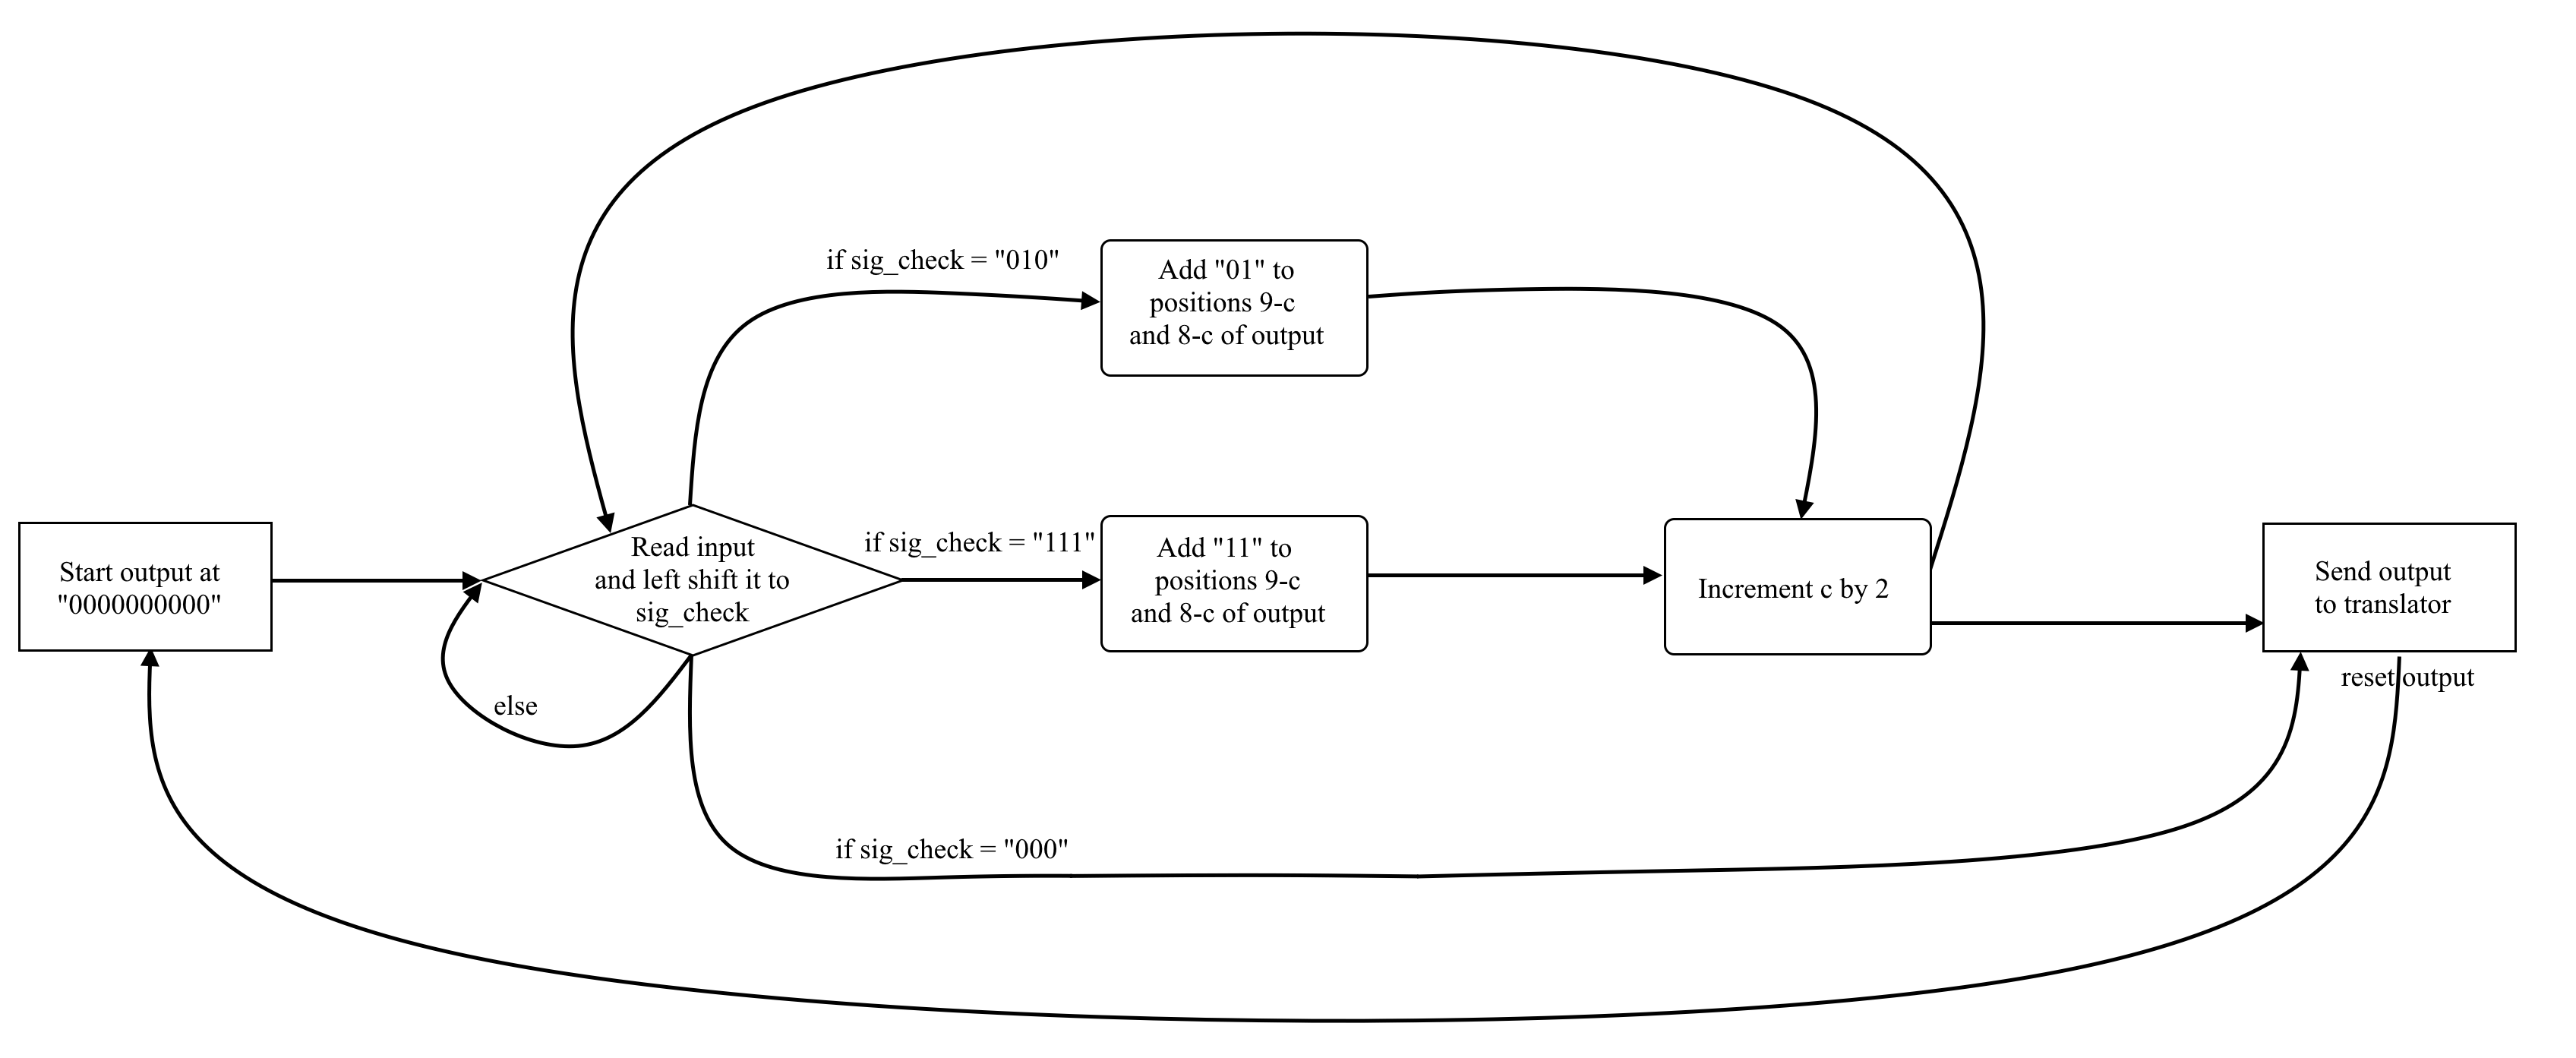 if sig_check = "010"
Add "01" to
positions 9-c
and 8-c of output
Start output at
"0000000000"
Read input
and left shift it to
sig_check
if sig_check = "111"
Add "11" to
positions 9-c
and 8-c of output
Increment c by 2
Send output
to translator
reset output
else
if sig_check = "000"